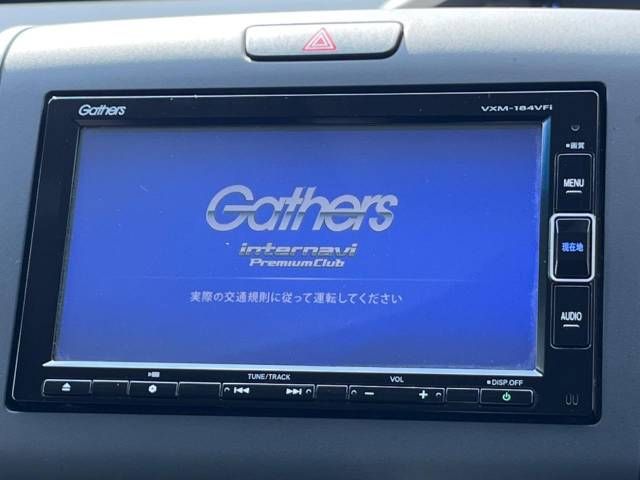 Gathers
VXM-184VFi
画質
MENU
現在地
AUDIO
Gathers
internavi
PremiumClub
実際の交通規則に従って運転してください
TUNE/TRACK
VOL
DISP.OFF